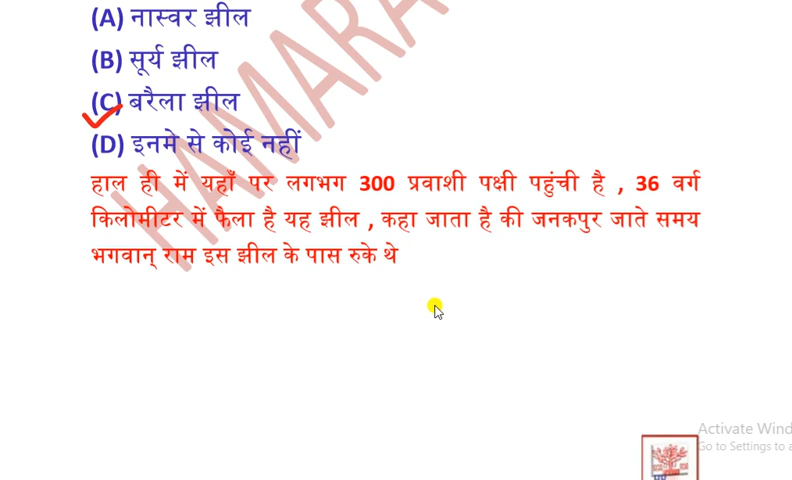 (A) नास्वर झील
(B) सूर्य झील
(C) बरैला झील
(D) इनमे से कोई नहीं
हाल ही में यहाँ पर लगभग 300 प्रवाशी पक्षी पहुंची है , 36 वर्ग
किलोमीटर में फैला है यह झील , कहा जाता है की जनकपुर जाते समय
भगवान् राम इस झील के पास रुके थे
HAMARA
Activate Wind
Go to Settings to a